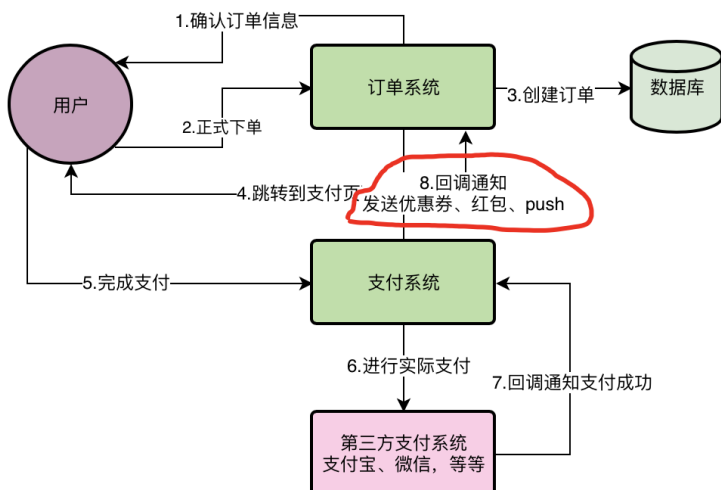 1.确认订单信息
用户
订单系统
3.创建订单
数据库
2.正式下单
4.跳转到支付页
8.回调通知
发送优惠券、红包、push
5.完成支付
支付系统
6.进行实际支付
7.回调通知支付成功
第三方支付系统
支付宝、微信，等等